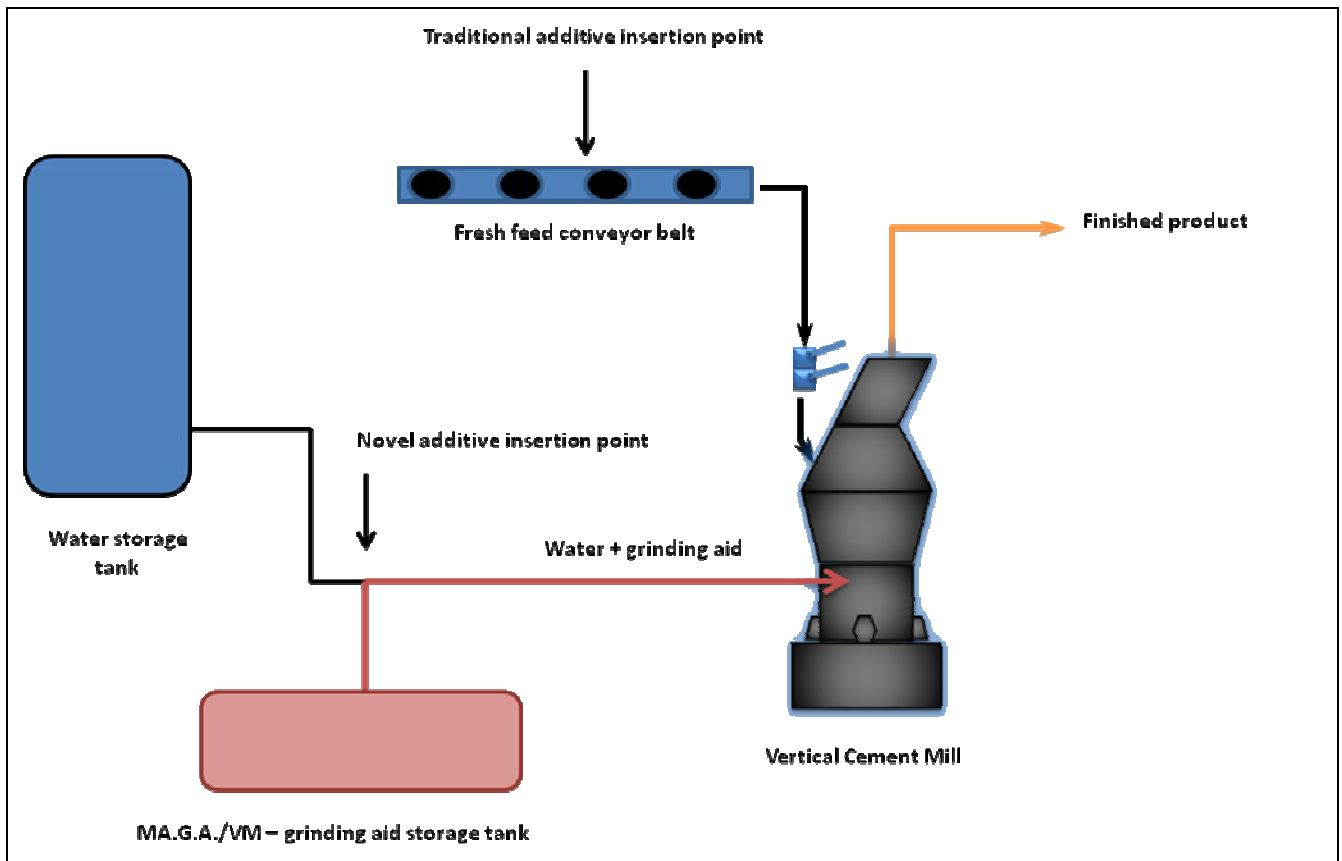 Traditional additive insertion point
Fresh feed conveyor belt
Finished product
Novel additive insertion point
Water storage
tank
Water + grinding aid
Vertical Cement Mill
MA.G.A./VM – grinding aid storage tank